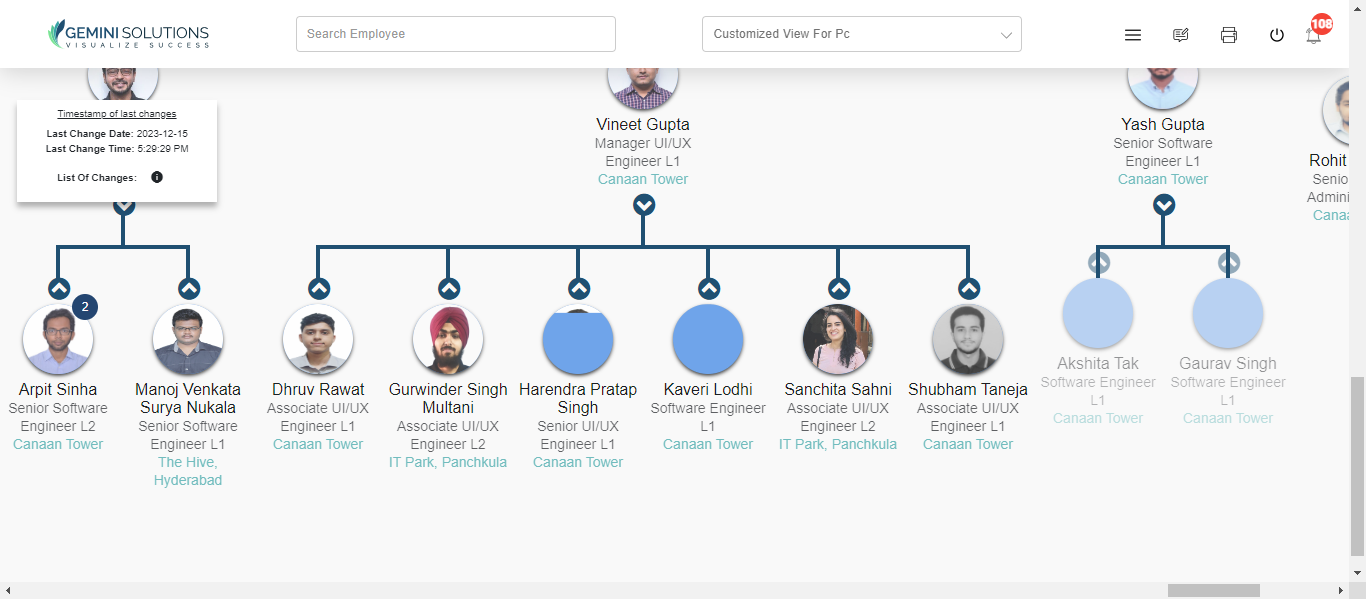 GEMINI SOLUTIONS
VISUALIZE SUCCESS
Search Employee
Customized View For Pc
108
Timestamp of last changes
Last Change Date: 2023-12-15
Last Change Time: 5:29:29 PM
List Of Changes:
Vineet Gupta
Manager UI/UX
Engineer L1
Canaan Tower
Yash Gupta
Senior Software
Engineer L1
Canaan Tower
Rohit
Senio
Admini
Canaa
2
Arpit Sinha
Senior Software
Engineer L2
Canaan Tower
Manoj Venkata
Surya Nukala
Senior Software
Engineer L1
The Hive,
Hyderabad
Dhruv Rawat
Associate UI/UX
Engineer L1
Canaan Tower
Gurwinder Singh
Multani
Associate UI/UX
Engineer L2
IT Park, Panchkula
Harendra Pratap
Singh
Senior UI/UX
Engineer L1
Canaan Tower
Kaveri Lodhi
Software Engineer
L1
Canaan Tower
Sanchita Sahni
Associate UI/UX
Engineer L2
IT Park, Panchkula
Shubham Taneja
Associate UI/UX
Engineer L1
Canaan Tower
Akshita Tak
Software Engineer
L1
Canaan Tower
Gaurav Singh
Software Engineer
L1
Canaan Tower